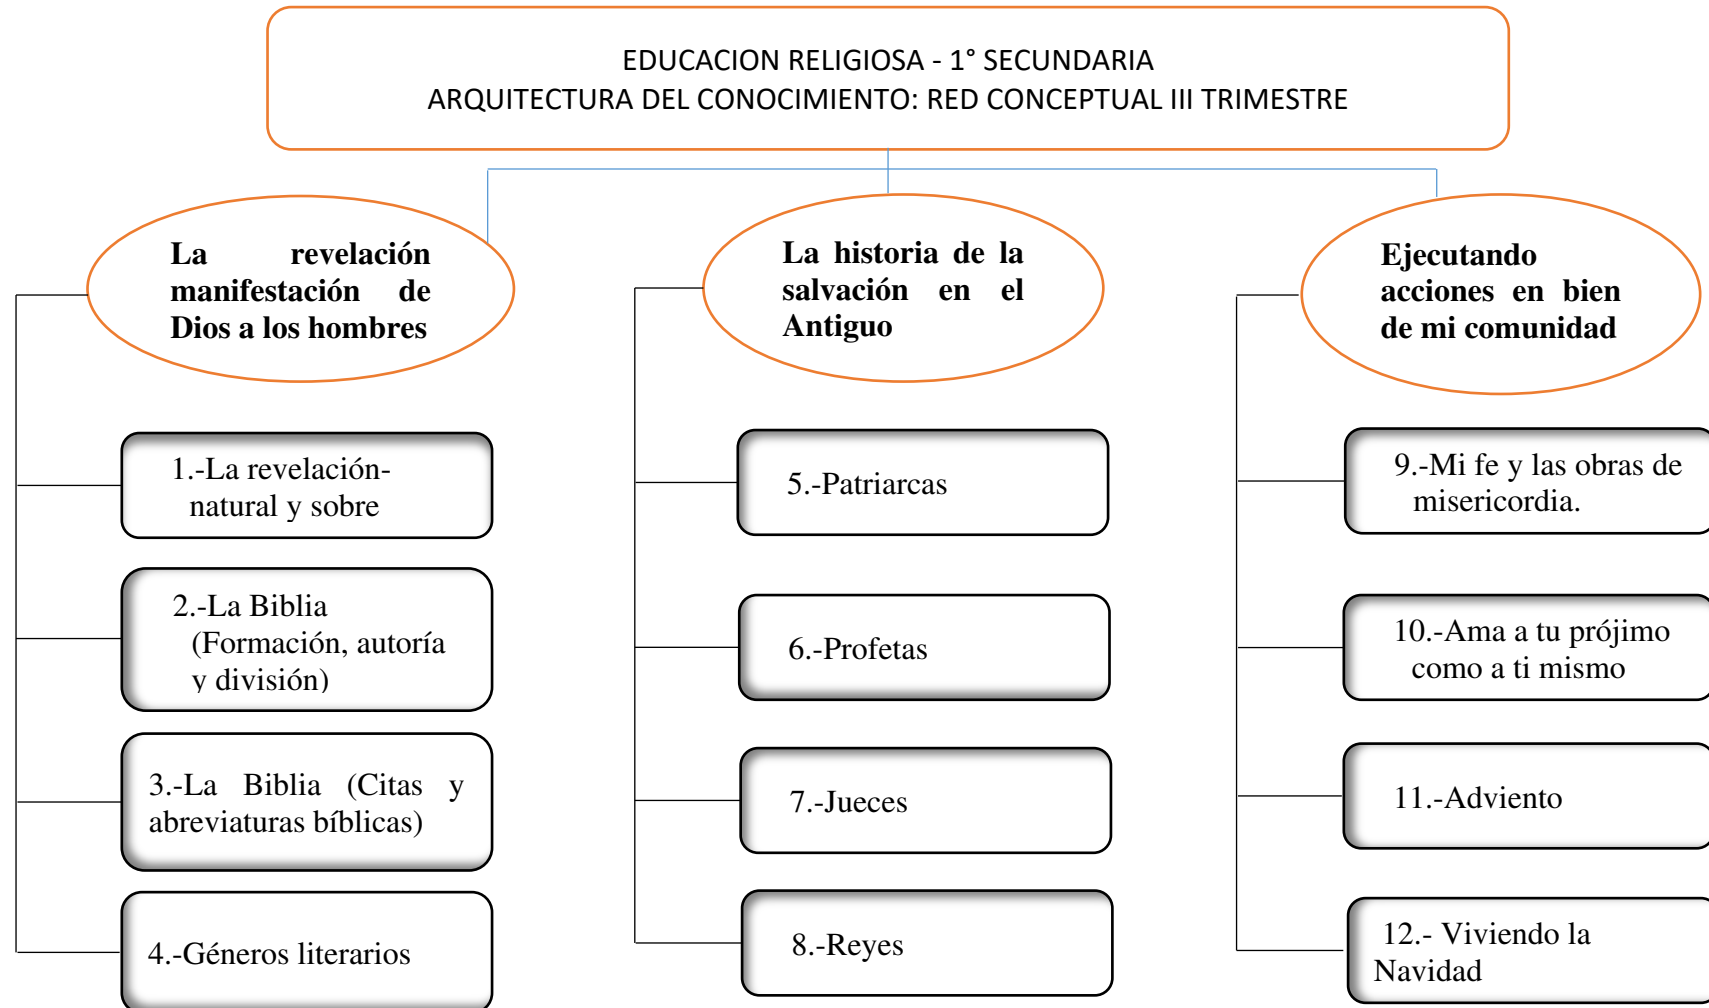 EDUCACION RELIGIOSA - 1° SECUNDARIA
ARQUITECTURA DEL CONOCIMIENTO: RED CONCEPTUAL III TRIMESTRE
La revelación
manifestación de
Dios a los hombres
1.-La revelación-
natural y sobre
2.-La Biblia
(Formación, autoría
y división)
3.-La Biblia (Citas y
abreviaturas bíblicas)
4.-Géneros literarios
La historia de la
salvación en el
Antiguo
5.-Patriarcas
6.-Profetas
7.-Jueces
8.-Reyes
Ejecutando
acciones en bien
de mi comunidad
9.-Mi fe y las obras de
misericordia.
10.-Ama a tu prójimo
como a ti mismo
11.-Adviento
12.- Viviendo la
Navidad